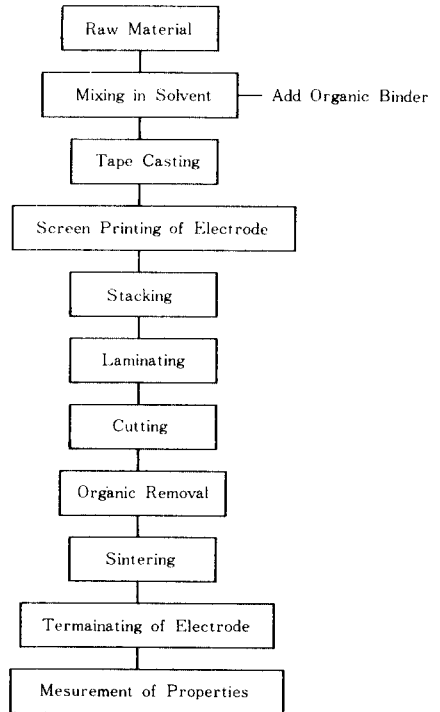 Raw Material
Mixing in Solvent
Add Organic Binder
Tape Casting
Screen Printing of Electrode
Stacking
Laminating
Cutting
Organic Removal
Sintering
Termainating of Electrode
Mesurement of Properties